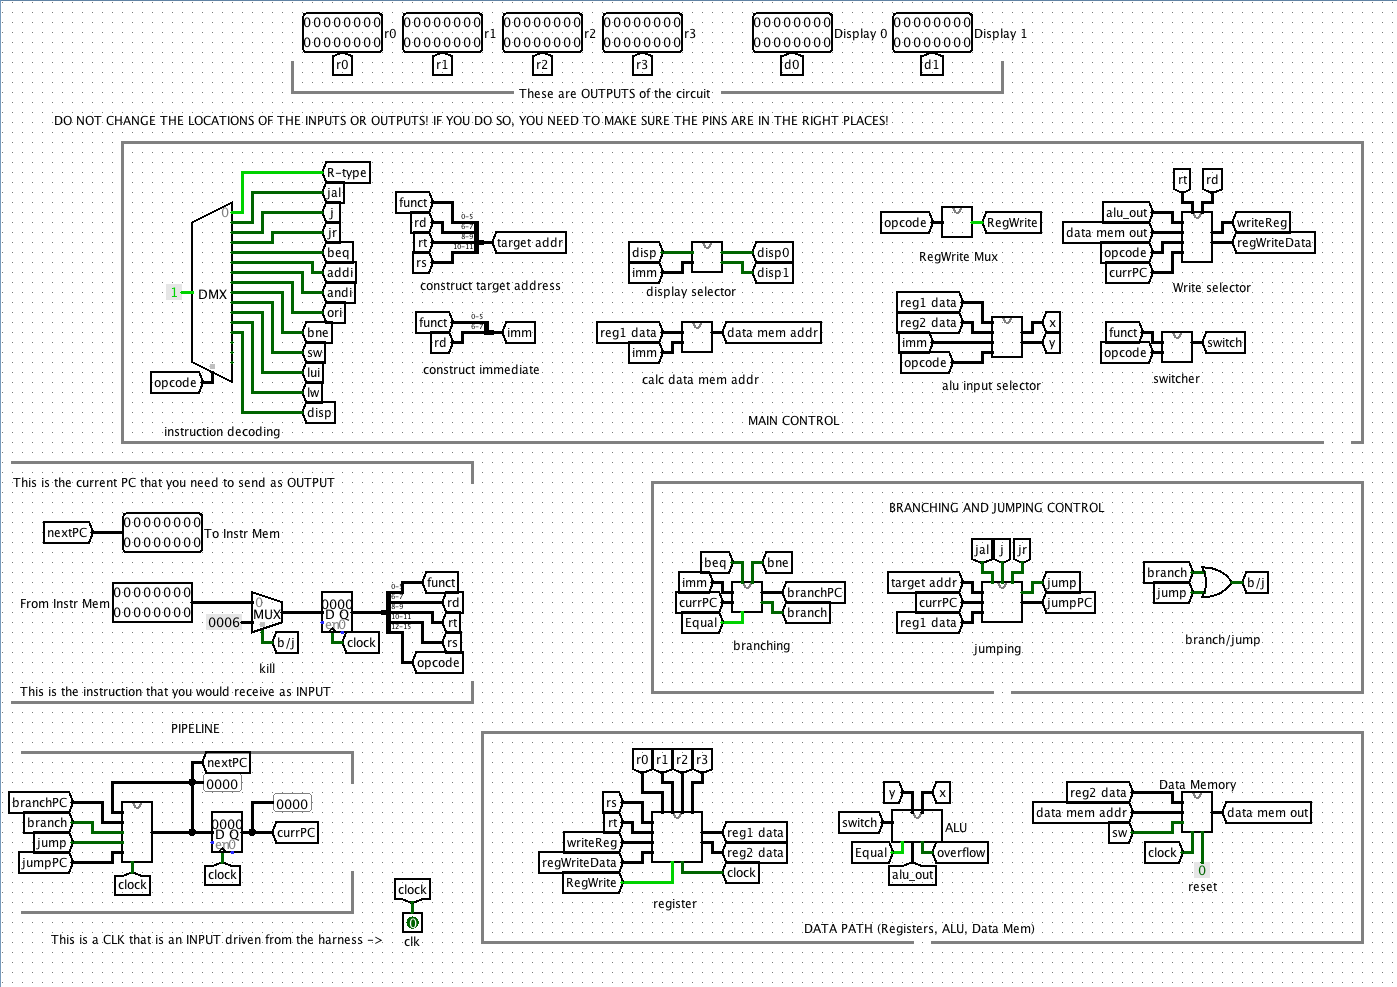 00000000 00000000 00000000 00000000 00000000 00000000
00000000 r0 00000000 r1 00000000 r2 00000000 r3 00000000 Display 0 00000000 Display 1
r0 r1 r2 r3 d0 d1
These are OUTPUTS of the circuit
DO NOT CHANGE THE LOCATIONS OF THE INPUTS OR OUTPUTS! IF YOU DO SO, YOU NEED TO MAKE SURE THE PINS ARE IN THE RIGHT PLACES!
R-type
jal
j
jr
beq
addi
andi
ori
bne
sw
lui
lw
disp
0
1
DMX
opcode
instruction decoding
funct
rd
rt
rs
0-5
6-7
8-9
10-11
target addr
construct target address
funct
rd
0-5
6-7
imm
construct immediate
disp
imm
disp0
disp1
display selector
reg1 data
imm
data mem addr
calc data mem addr
opcode
RegWrite
RegWrite Mux
reg1 data
reg2 data
imm
opcode
x
y
alu input selector
rt rd
alu_out
data mem out
opcode
currPC
writeReg
regWriteData
Write selector
funct
opcode
switch
switcher
MAIN CONTROL
This is the current PC that you need to send as OUTPUT
nextPC
00000000
00000000
To Instr Mem
From Instr Mem
00000000
00000000
0006
0
MUX
b/j
kill
0000
D Q
en0
clock
0-5
6-7
8-9
10-11
12-15
funct
rd
rt
rs
opcode
This is the instruction that you would receive as INPUT
BRANCHING AND JUMPING CONTROL
beq bne
imm
currPC
Equal
branchPC
branch
branching
jal j jr
target addr
currPC
reg1 data
jump
jumpPC
jumping
branch
jump
b/j
branch/jump
PIPELINE
nextPC
0000
branchPC
branch
jump
jumpPC
clock
0000
D Q
en0
clock
0000
currPC
clock
0
clk
This is a CLK that is an INPUT driven from the harness ->
r0 r1 r2 r3
rs
rt
writeReg
regWriteData
RegWrite
reg1 data
reg2 data
clock
register
y x
switch
ALU
Equal
overflow
alu_out
Data Memory
reg2 data
data mem addr
sw
clock
data mem out
0
reset
DATA PATH (Registers, ALU, Data Mem)